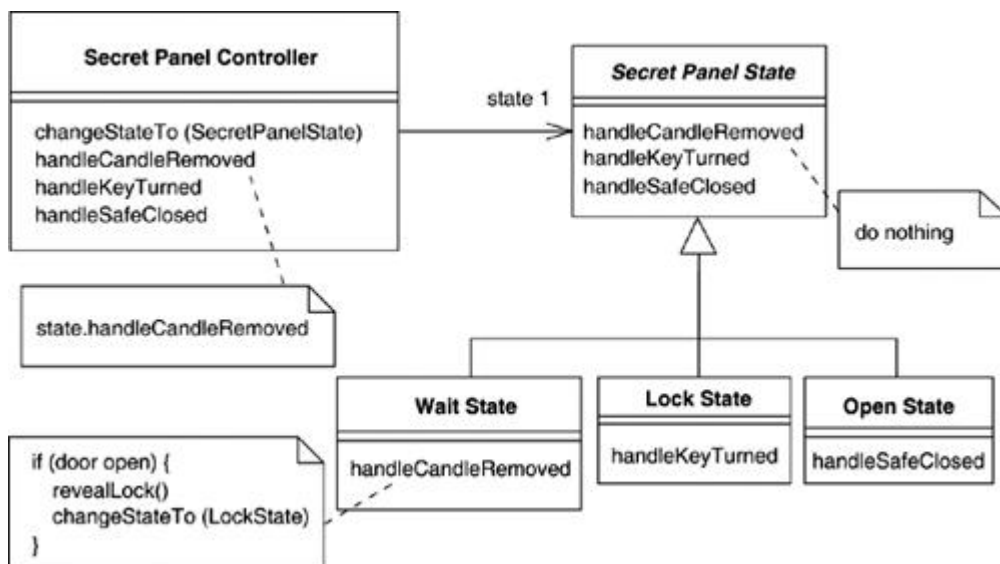 Secret Panel Controller
changeStateTo (SecretPanelState)
handleCandleRemoved
handleKeyTurned
handleSafeClosed
state 1
Secret Panel State
handleCandleRemoved
handleKeyTurned
handleSafeClosed
do nothing
state.handleCandleRemoved
Wait State
handleCandleRemoved
Lock State
handleKeyTurned
Open State
handleSafeClosed
if (door open) {
revealLock()
changeStateTo (LockState)
}